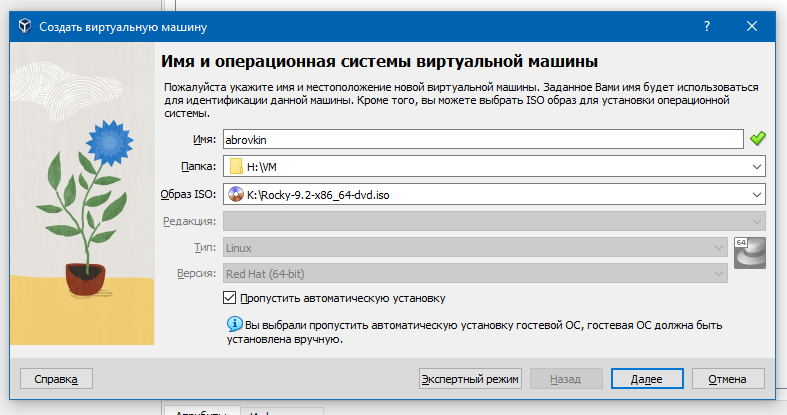 Создать виртуальную машину
Имя и операционная системы виртуальной машины
Пожалуйста укажите имя и местоположение новой виртуальной машины. Заданное Вами имя будет использоваться
для идентификации данной машины. Кроме того, вы можете выбрать ISO образ для установки операционной
системы.
Имя: abrovkin
Папка: H:\VM
Образ ISO: K:\Rocky-9.2-x86_64-dvd.iso
Редакция:
Тип: Linux 64
Версия: Red Hat (64-bit)
Пропустить автоматическую установку
Вы выбрали пропустить автоматическую установку гостевой ОС, гостевая ОС должна быть
установлена вручную.
Справка Экспертный режим Назад Далее Отмена